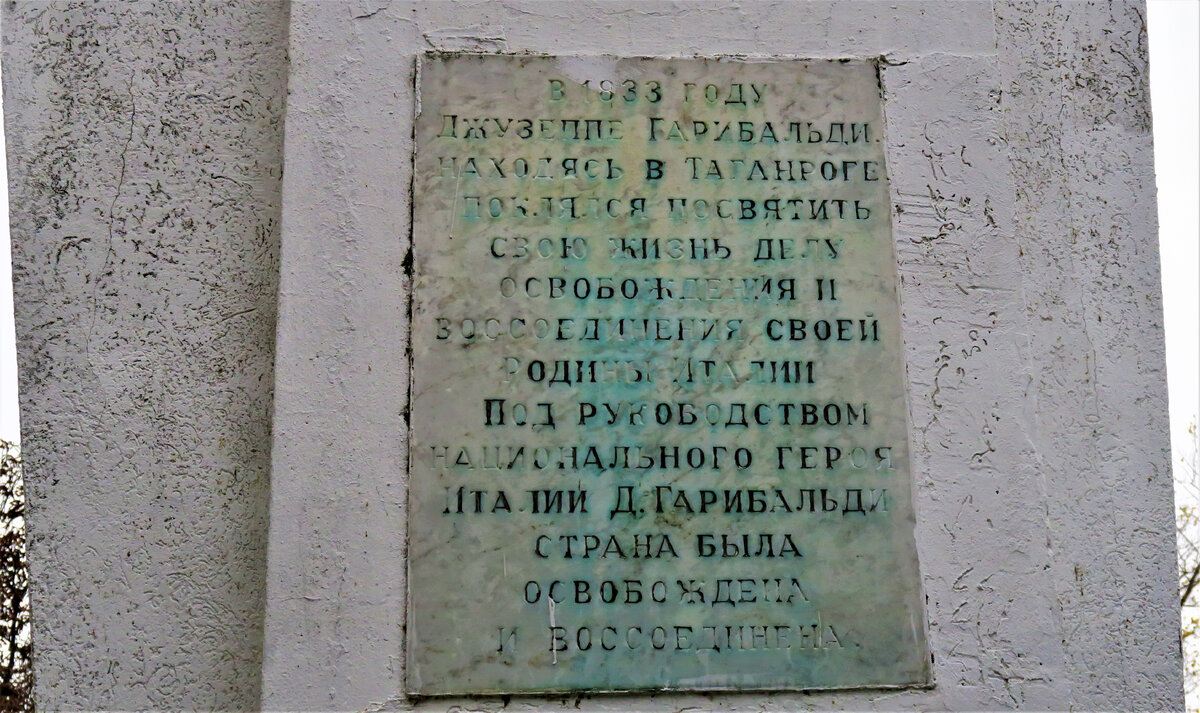 В 1833 году
Джузеппе Гарибальди.
находясь в Таганроге
поклялся посвятить
свою жизнь делу
освобождения и
воссоединения своей
Родины Италии
Под руководством
национального героя
Италии Д. Гарибальди
страна была
освобождена
и воссоединена.